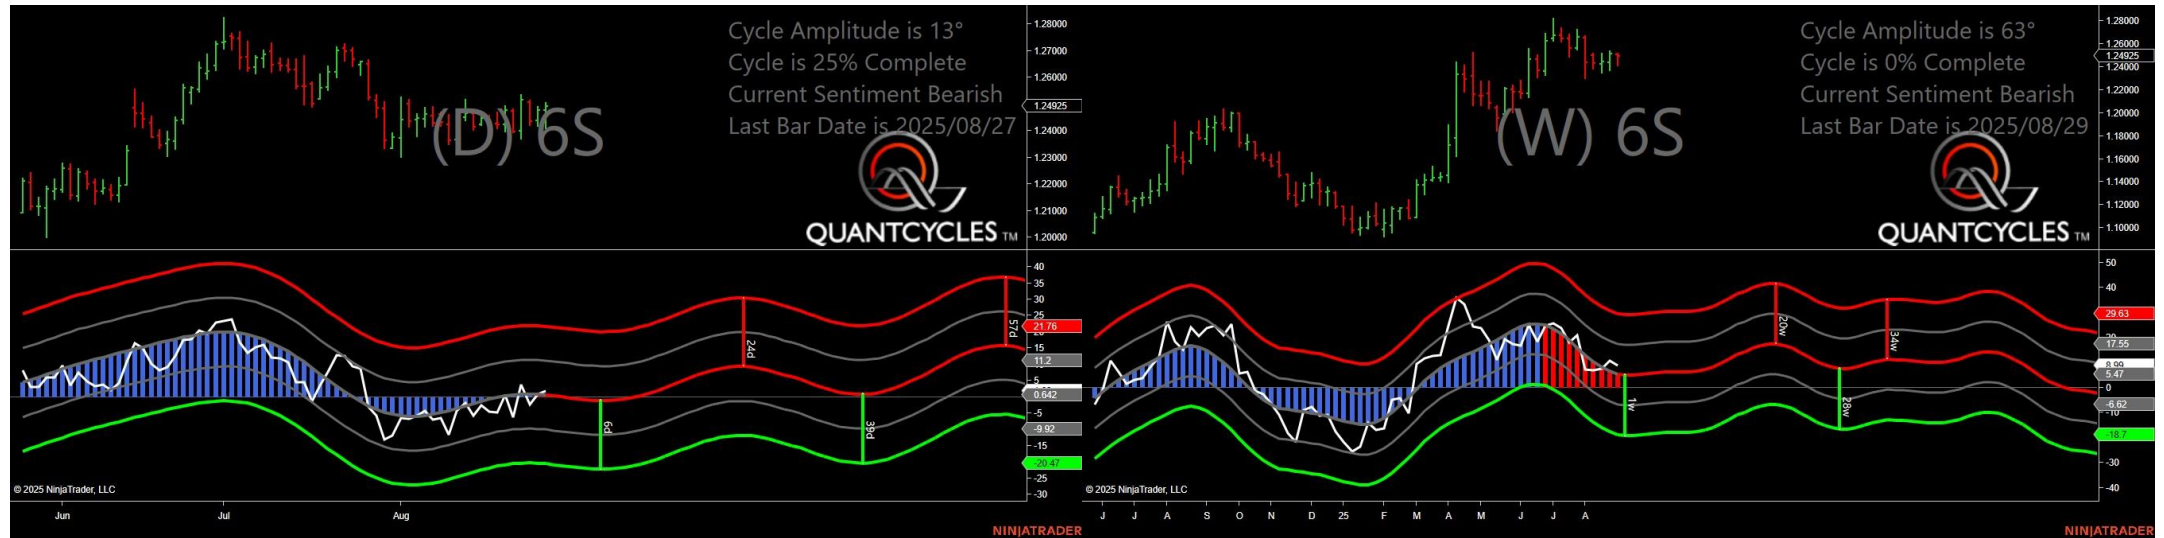 Cycle Amplitude is 13°
Cycle is 25% Complete
Current Sentiment Bearish
Last Bar Date is 2025/08/27
(D) 6S
QUANTCYCLES TM
1.28000
1.27000
1.26000
1.24925
1.24000
1.23000
1.22000
1.21000
1.20000
40
35
30
25
21.76
15
11.2
5
0.642
-5
-9.92
-15
-20.47
-25
-30
6d
24d
39d
57d
© 2025 NinjaTrader, LLC
Jun Jul Aug
NINJATRADER
Cycle Amplitude is 63°
Cycle is 0% Complete
Current Sentiment Bearish
Last Bar Date is 2025/08/29
(W) 6S
QUANTCYCLES TM
1.28000
1.26000
1.24925
1.24000
1.22000
1.20000
1.18000
1.16000
1.14000
1.12000
1.10000
50
40
29.63
20
17.55
8.99
5.47
0
-6.62
-10
-18.7
-30
-40
1w
20w
28w
34w
© 2025 NinjaTrader, LLC
J J A S O N D 25 F M A M J J A
NINJATRADER